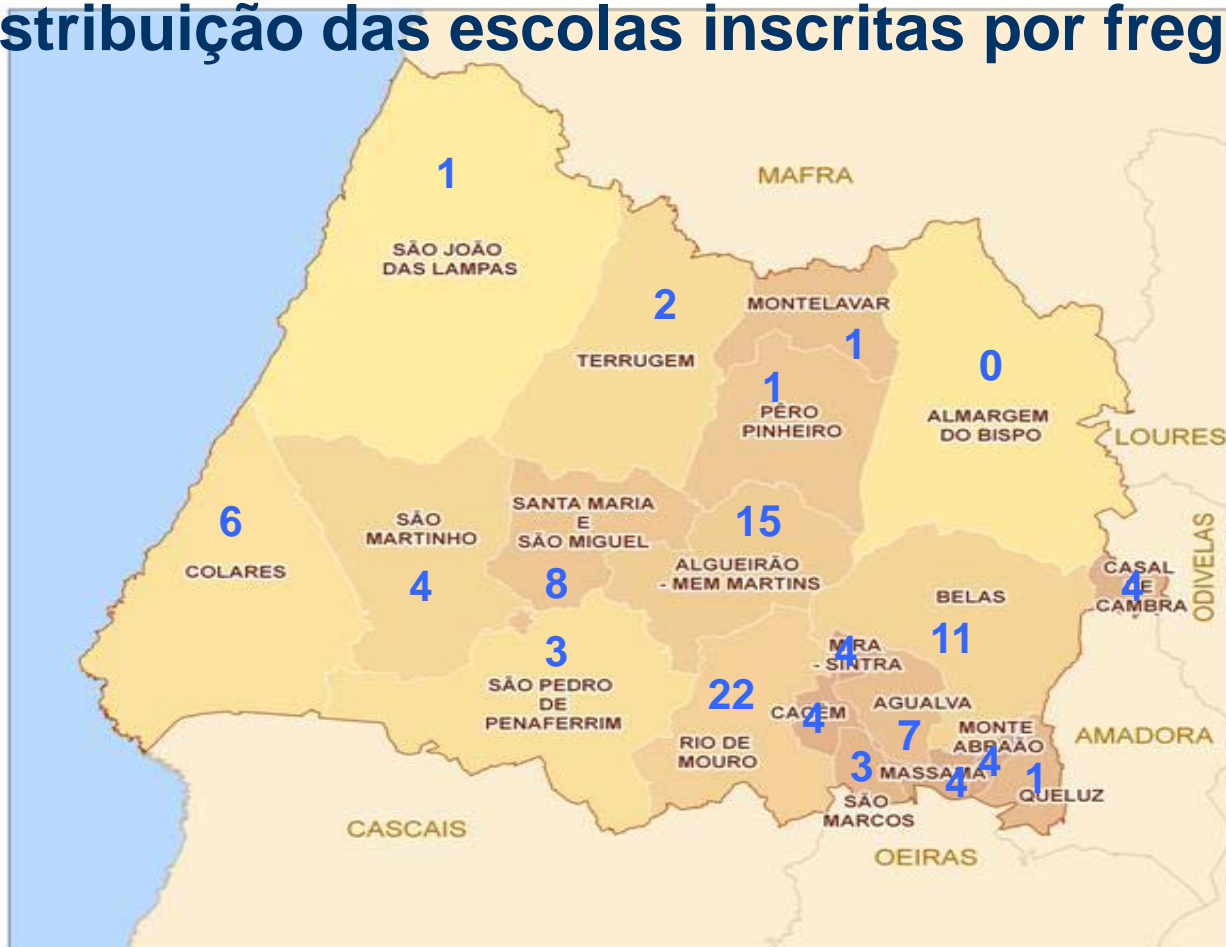 stribuição das escolas inscritas por freg
1
MAFRA
SÃO JOÃO
DAS LAMPAS
2
MONTELAVAR
1
TERRUGEM
0
1
PÊRO
PINHEIRO
ALMARGEM
DO BISPO
LOURES
6
COLARES
SÃO
MARTINHO
4
SANTA MARIA
E
SÃO MIGUEL
8
15
ALGUEIRÃO
- MEM MARTINS
ODIVELAS
CASAL
DE
CAMBRA
4
BELAS
11
MIRA
- SINTRA
4
3
SÃO PEDRO
DE
PENAFERRIM
22
RIO DE
MOURO
CACÉM
4
AGUALVA
7
MONTE
ABRAÃO
4
AMADORA
3
SÃO
MARCOS
MASSAMÁ
4
1
QUELUZ
CASCAIS
OEIRAS